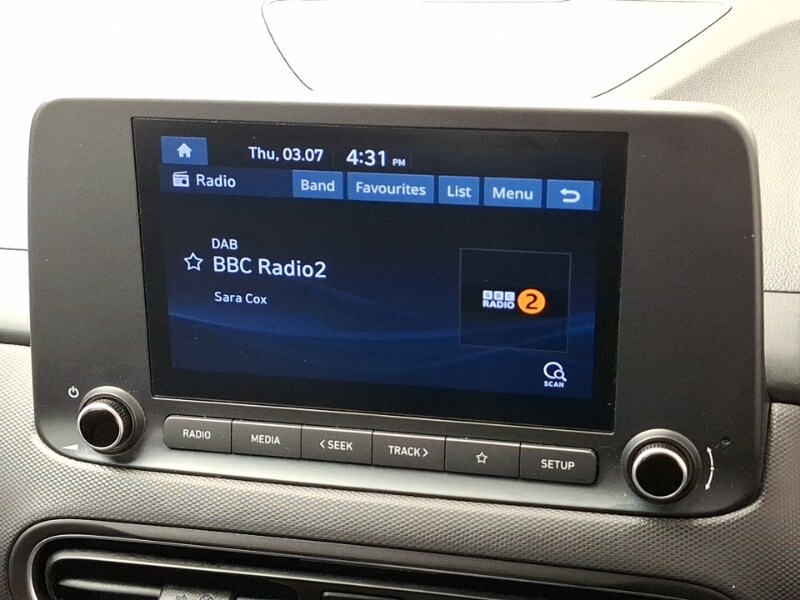 Thu, 03.07 4:31 PM
Radio Band Favourites List Menu
DAB
BBC Radio2
Sara Cox
BBC
RADIO 2
SCAN
RADIO MEDIA < SEEK TRACK > SETUP